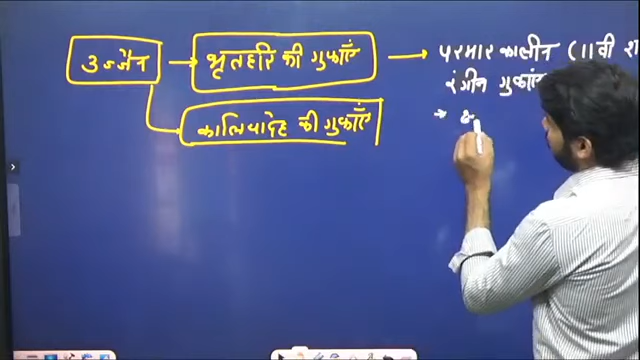 उज्जैन → भृतहरि की गुफाएँ → परमार कालीन (11वी
रंगीन गुफाएँ
कालियादेह की गुफाएँ